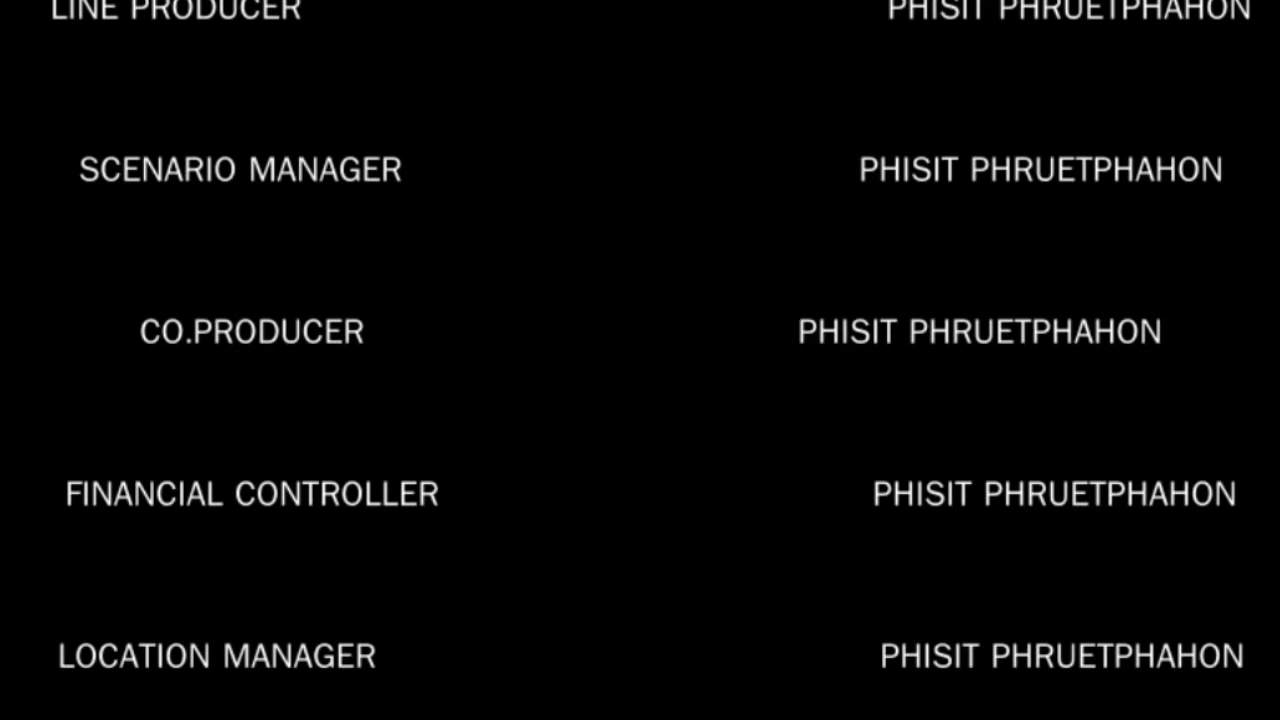 LINE PRODUCER PHISIT PHRUETPHAHON
SCENARIO MANAGER PHISIT PHRUETPHAHON
CO.PRODUCER PHISIT PHRUETPHAHON
FINANCIAL CONTROLLER PHISIT PHRUETPHAHON
LOCATION MANAGER PHISIT PHRUETPHAHON